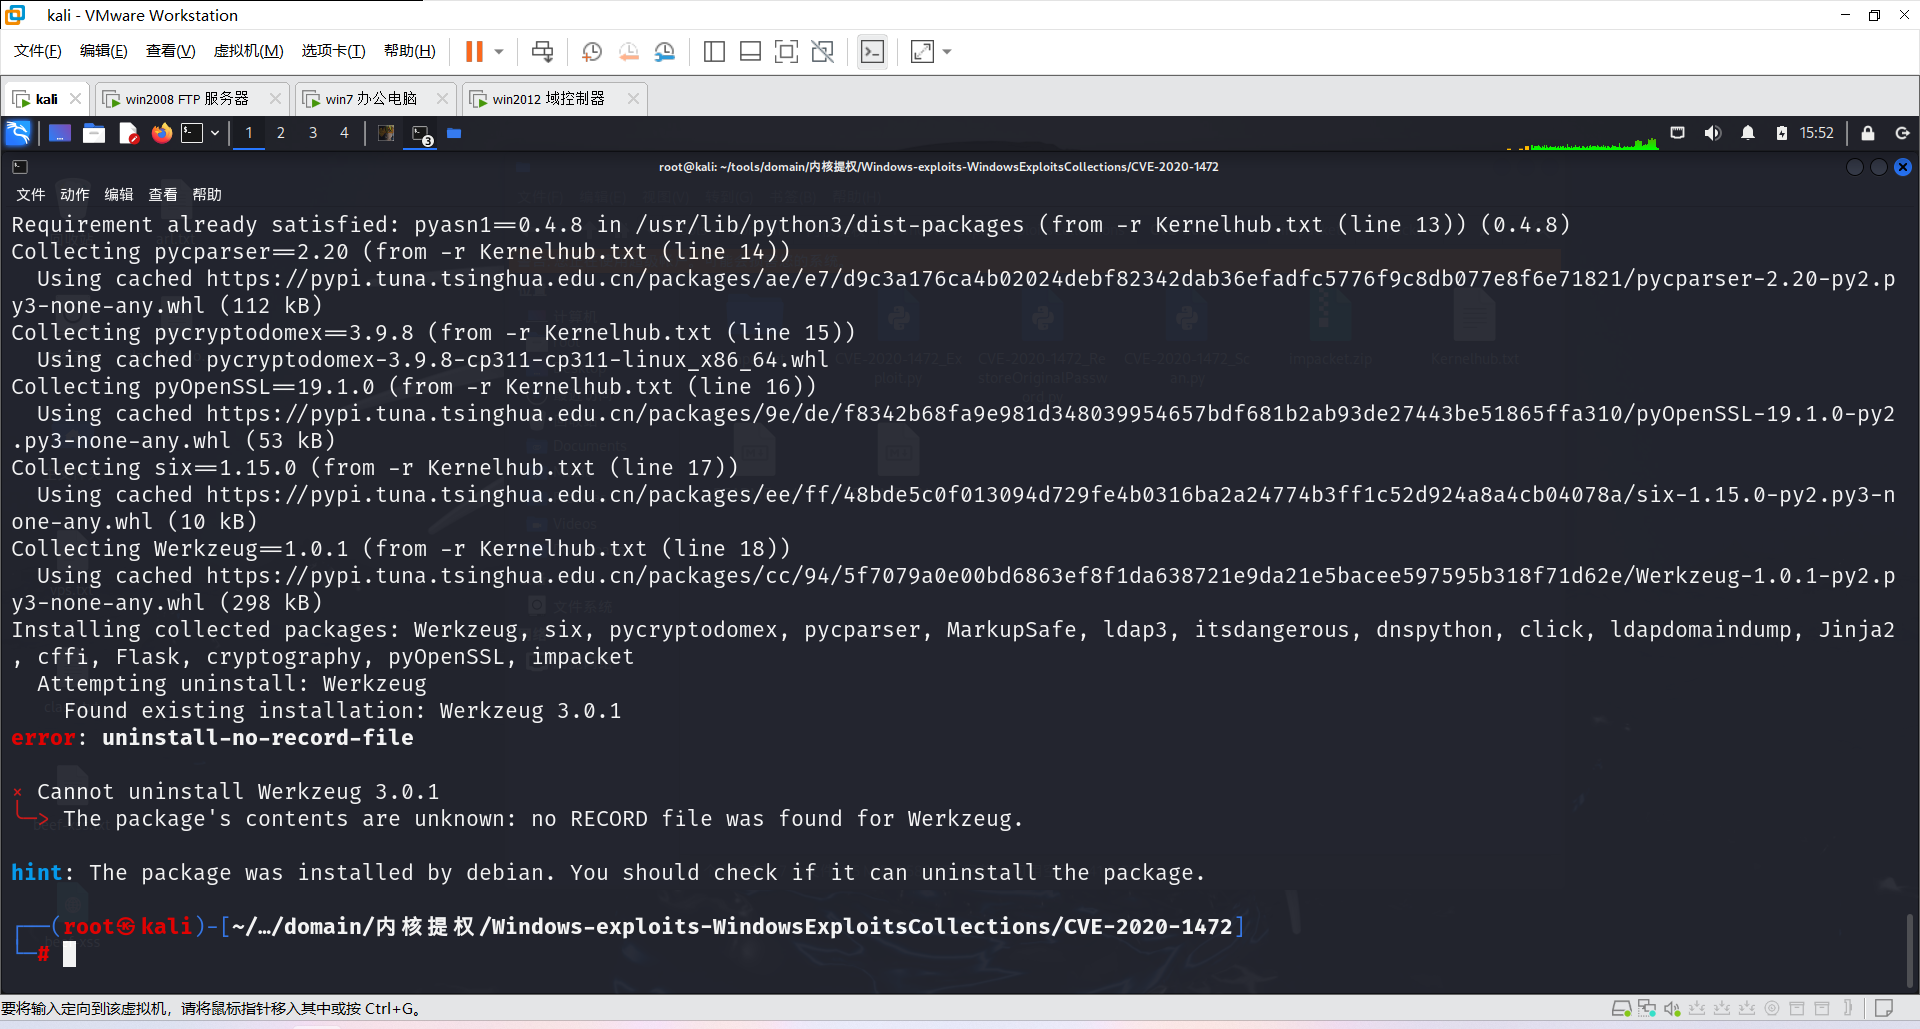 kali - VMware Workstation
文件(F) 编辑(E) 查看(V) 虚拟机(M) 选项卡(T) 帮助(H)
kali win2008 FTP 服务器 win7 办公电脑 win2012 域控制器
1 2 3 4 3 15:52
root@kali: ~/tools/domain/内核提权/Windows-exploits-WindowsExploitsCollections/CVE-2020-1472
文件 动作 编辑 查看 帮助
Requirement already satisfied: pyasn1==0.4.8 in /usr/lib/python3/dist-packages (from -r Kernelhub.txt (line 13)) (0.4.8)
Collecting pycparser==2.20 (from -r Kernelhub.txt (line 14))
Using cached https://pypi.tuna.tsinghua.edu.cn/packages/ae/e7/d9c3a176ca4b02024debf82342dab36efadfc5776f9c8db077e8f6e71821/pycparser-2.20-py2.p
y3-none-any.whl (112 kB)
Collecting pycryptodomex==3.9.8 (from -r Kernelhub.txt (line 15))
Using cached pycryptodomex-3.9.8-cp311-cp311-linux_x86_64.whl
Collecting pyOpenSSL==19.1.0 (from -r Kernelhub.txt (line 16))
Using cached https://pypi.tuna.tsinghua.edu.cn/packages/9e/de/f8342b68fa9e981d348039954657bdf681b2ab93de27443be51865ffa310/pyOpenSSL-19.1.0-py2
.py3-none-any.whl (53 kB)
Collecting six==1.15.0 (from -r Kernelhub.txt (line 17))
Using cached https://pypi.tuna.tsinghua.edu.cn/packages/ee/ff/48bde5c0f013094d729fe4b0316ba2a24774b3ff1c52d924a8a4cb04078a/six-1.15.0-py2.py3-n
one-any.whl (10 kB)
Collecting Werkzeug==1.0.1 (from -r Kernelhub.txt (line 18))
Using cached https://pypi.tuna.tsinghua.edu.cn/packages/cc/94/5f7079a0e00bd6863ef8f1da638721e9da21e5bacee597595b318f71d62e/Werkzeug-1.0.1-py2.p
y3-none-any.whl (298 kB)
Installing collected packages: Werkzeug, six, pycryptodomex, pycparser, MarkupSafe, ldap3, itsdangerous, dnspython, click, ldapdomaindump, Jinja2
, cffi, Flask, cryptography, pyOpenSSL, impacket
Attempting uninstall: Werkzeug
Found existing installation: Werkzeug 3.0.1
error: uninstall-no-record-file
× Cannot uninstall Werkzeug 3.0.1
╰─> The package's contents are unknown: no RECORD file was found for Werkzeug.
hint: The package was installed by debian. You should check if it can uninstall the package.
┌──(root㉿kali)-[~/…/domain/内核提权/Windows-exploits-WindowsExploitsCollections/CVE-2020-1472]
└─#
要将输入定向到该虚拟机，请将鼠标指针移入其中或按 Ctrl+G。